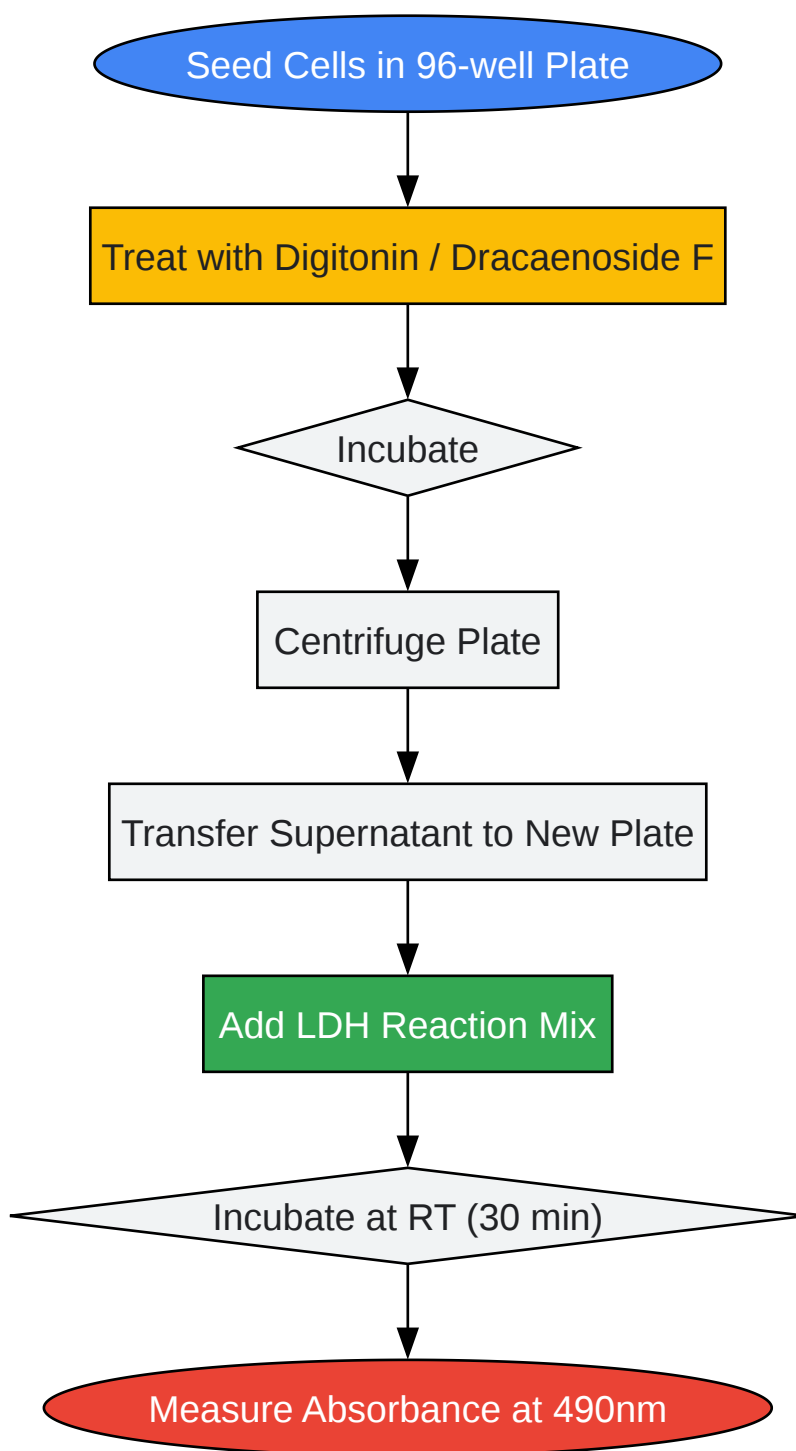 Seed Cells in 96-well Plate
Treat with Digitonin / Dracaenoside F
Incubate
Centrifuge Plate
Transfer Supernatant to New Plate
Add LDH Reaction Mix
Incubate at RT (30 min)
Measure Absorbance at 490nm